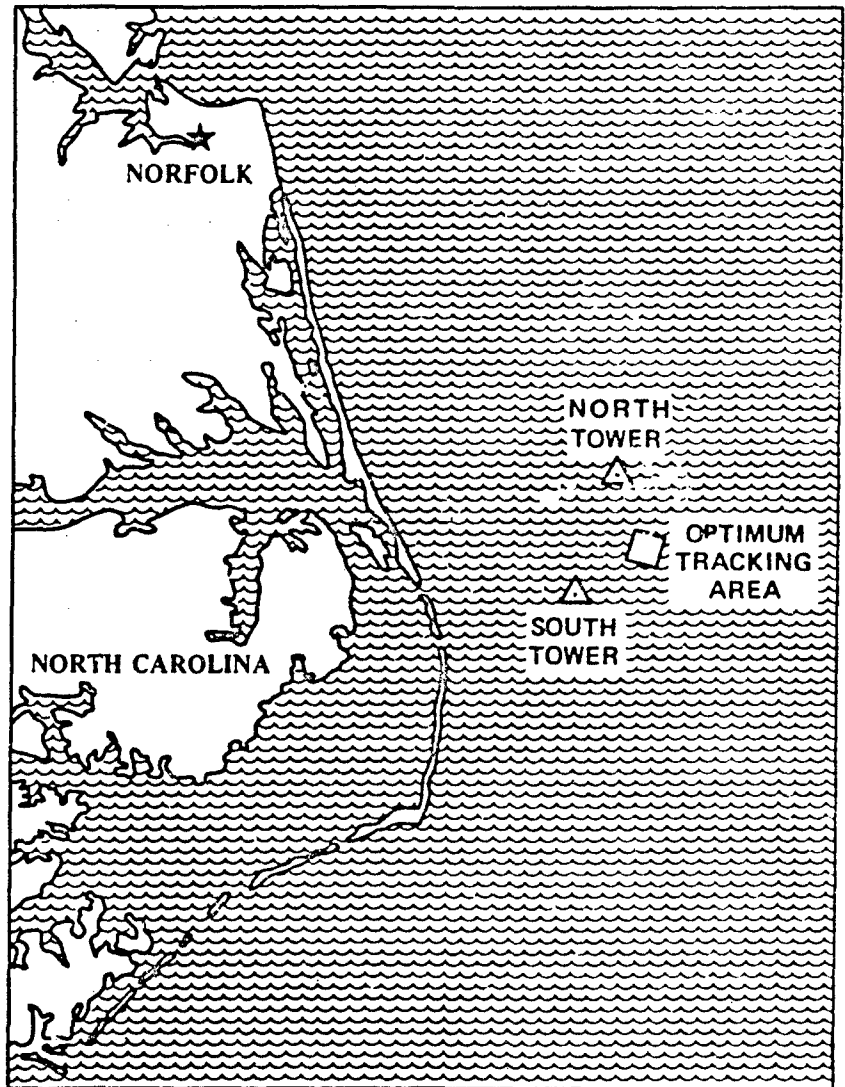 NORFOLK
NORTH
TOWER
OPTIMUM
TRACKING
AREA
SOUTH
TOWER
NORTH CAROLINA